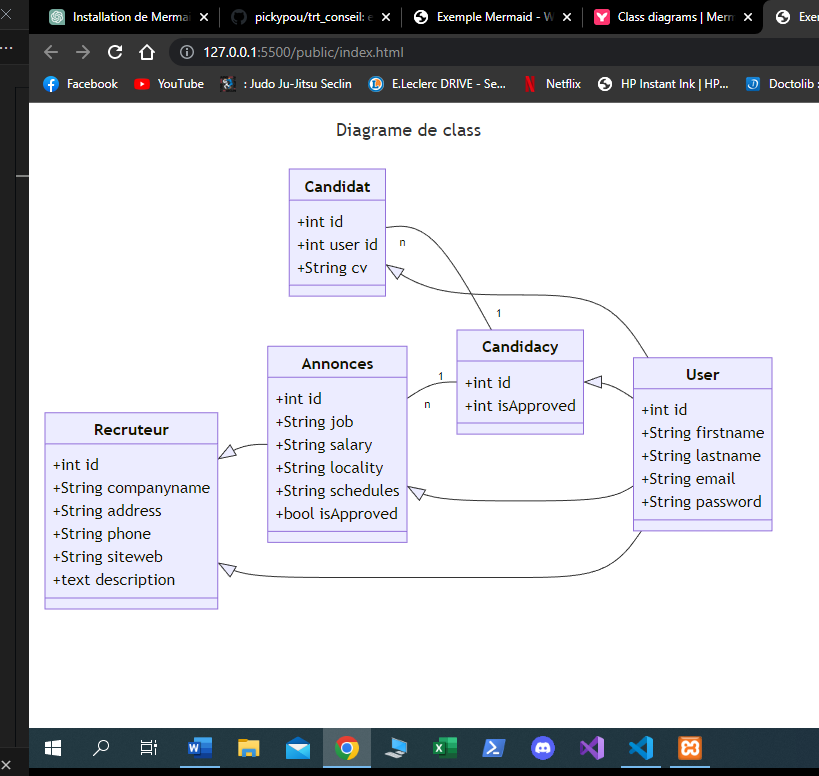 Installation de Merma
pickypou/trt_conseil: e
Exemple Mermaid - W
Class diagrams | Merm
Exe
127.0.0.1:5500/public/index.html
Facebook
YouTube
: Judo Ju-Jitsu Seclin
E.Leclerc DRIVE - Se...
Netflix
HP Instant Ink | HP...
Doctolib :
Diagrame de class
Candidat
+int id
+int user id
+String cv
n
1
Candidacy
+int id
+int isApproved
Annonces
+int id
+String job
+String salary
+String locality
+String schedules
+bool isApproved
1
n
User
+int id
+String firstname
+String lastname
+String email
+String password
Recruteur
+int id
+String companyname
+String address
+String phone
+String siteweb
+text description